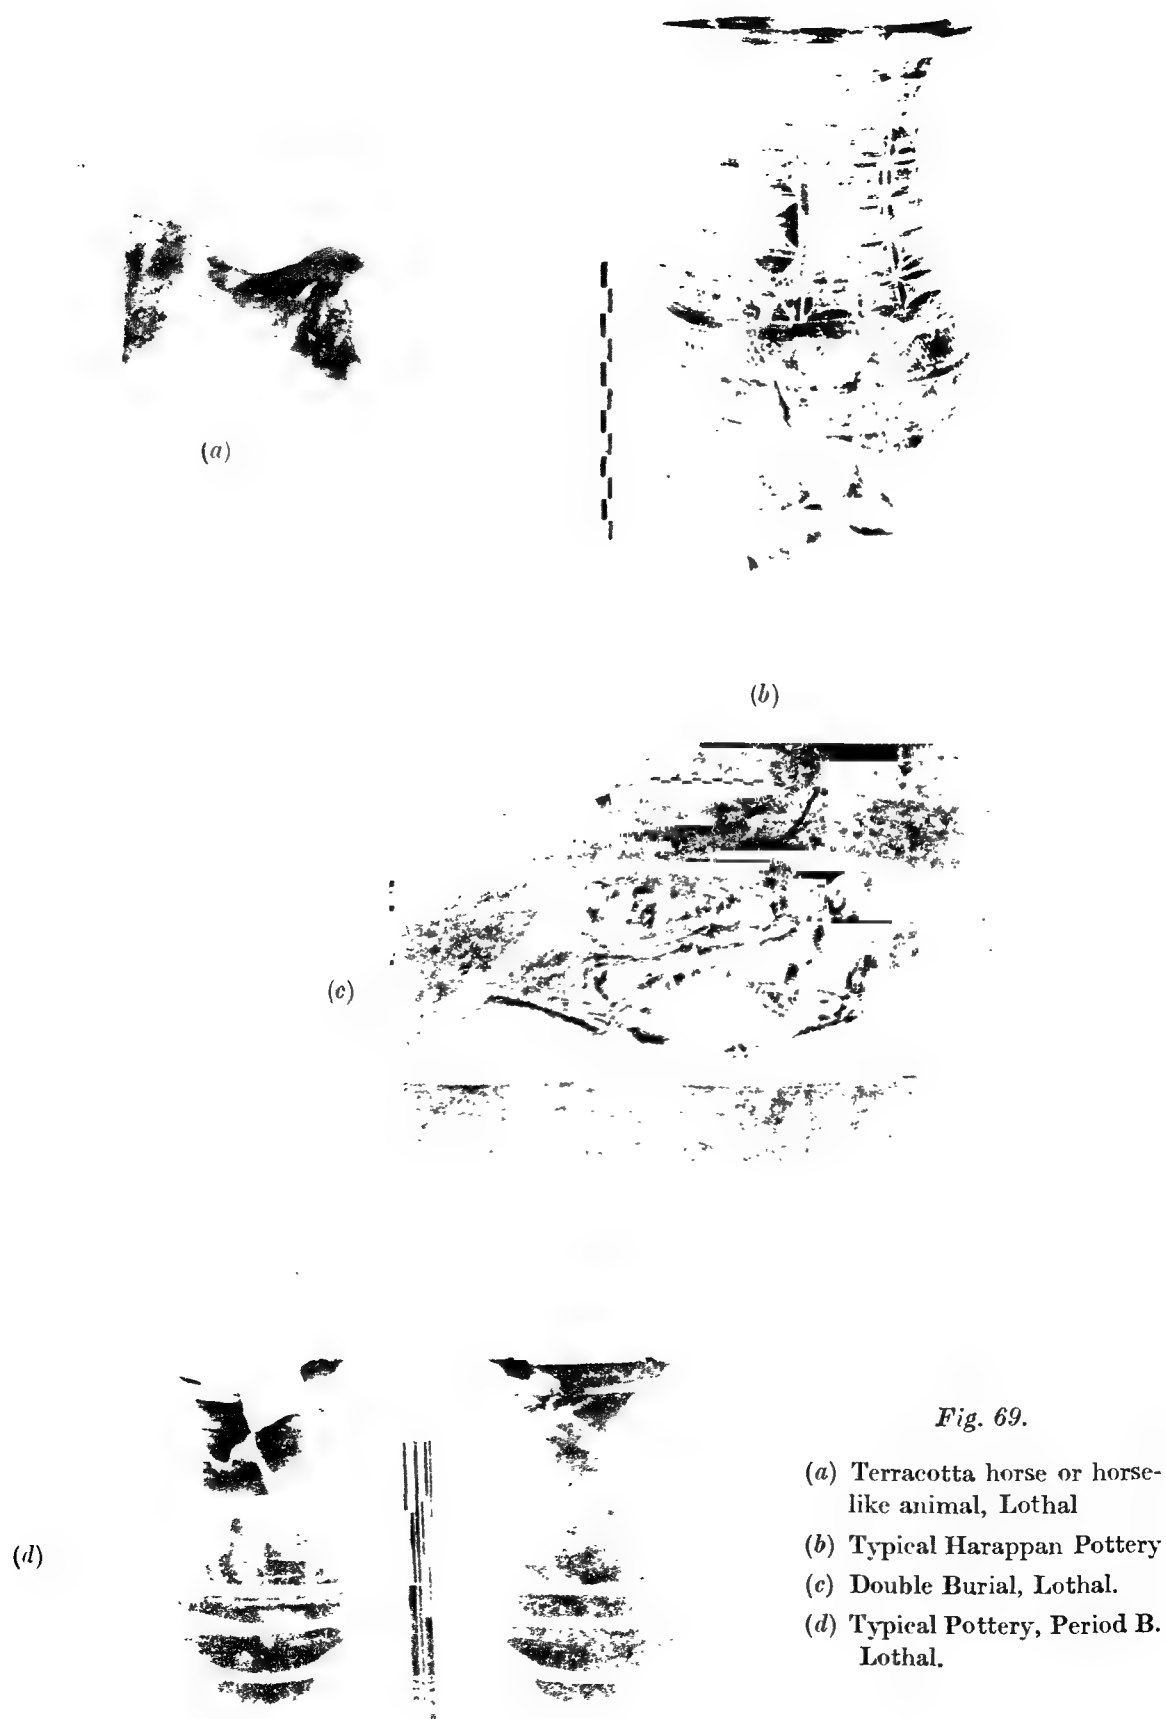 (a)
(b)
(c)
(d)
Fig. 69.
(a) Terracotta horse or horse-
like animal, Lothal
(b) Typical Harappan Pottery
(c) Double Burial, Lothal.
(d) Typical Pottery, Period B.
Lothal.